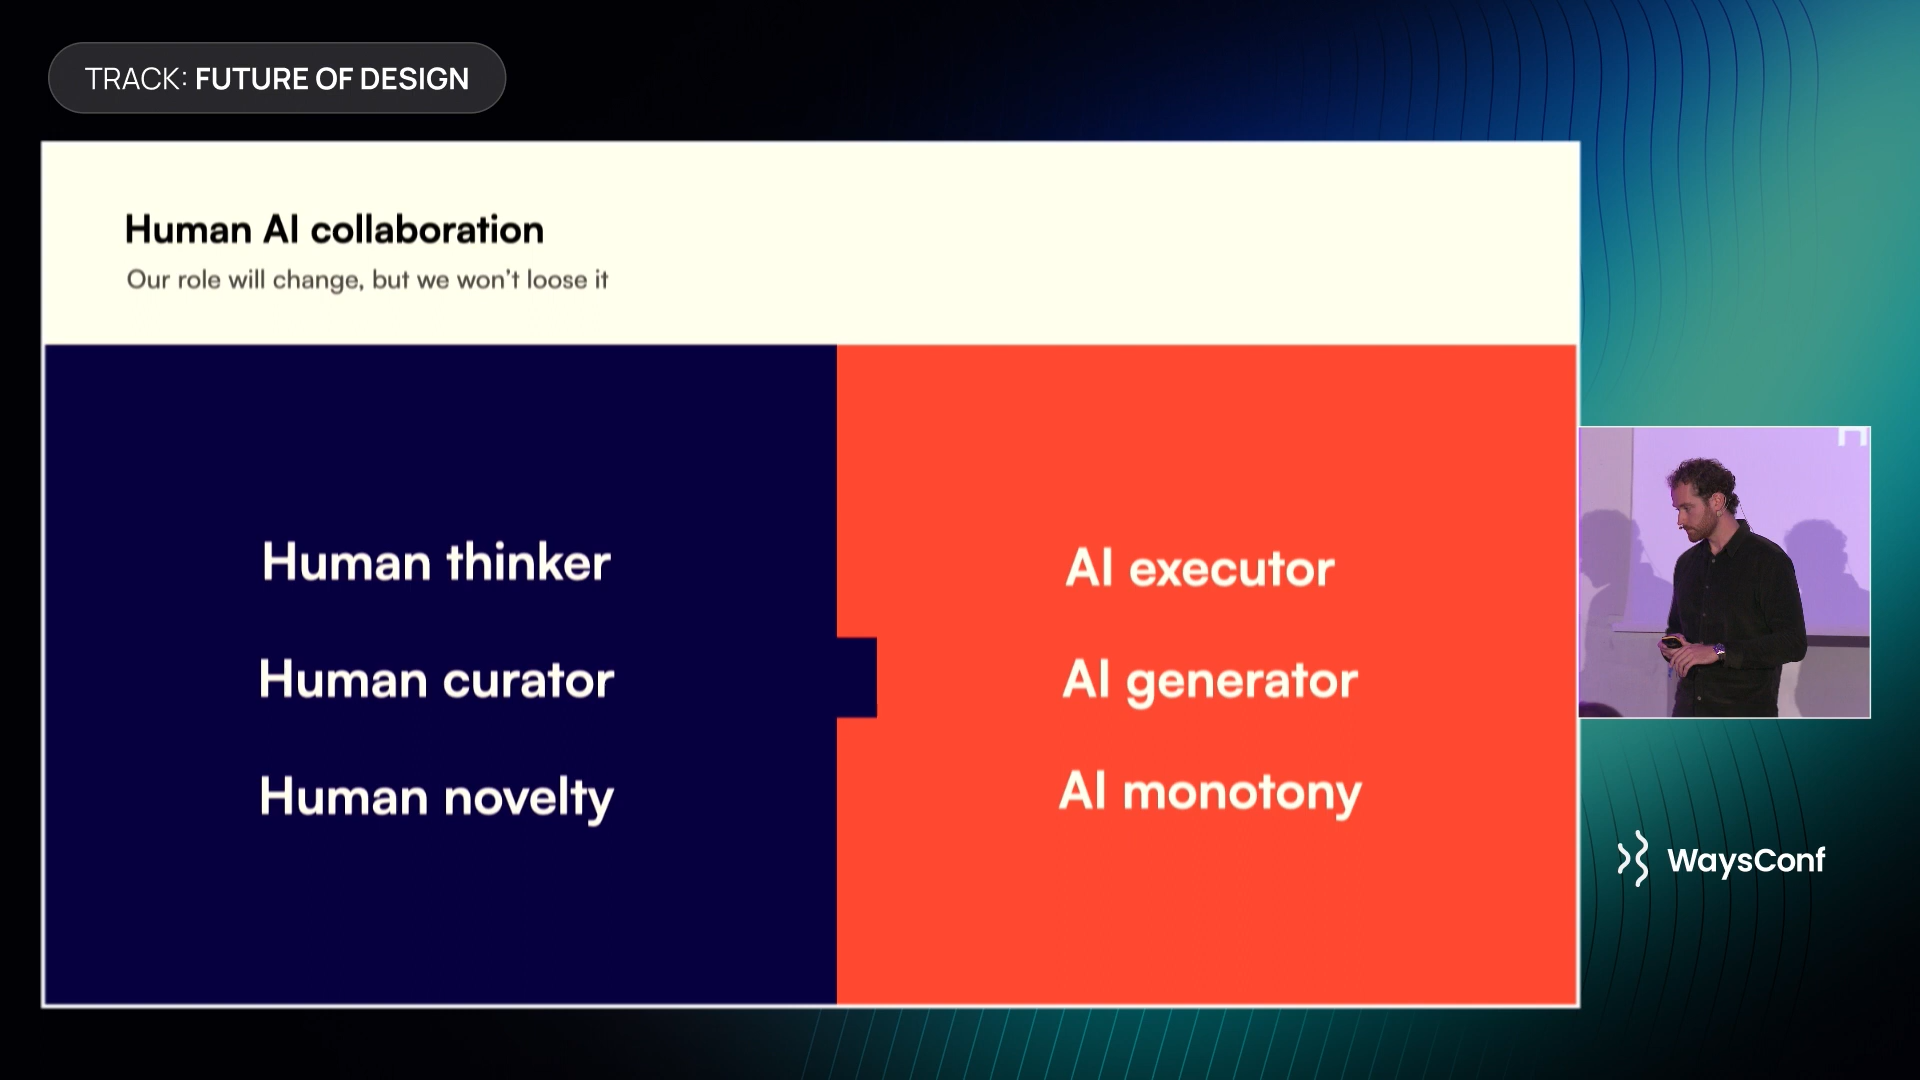 TRACK: FUTURE OF DESIGN
Human AI collaboration
Our role will change, but we won't loose it
Human thinker
AI executor
Human curator
AI generator
Human novelty
AI monotony
WaysConf